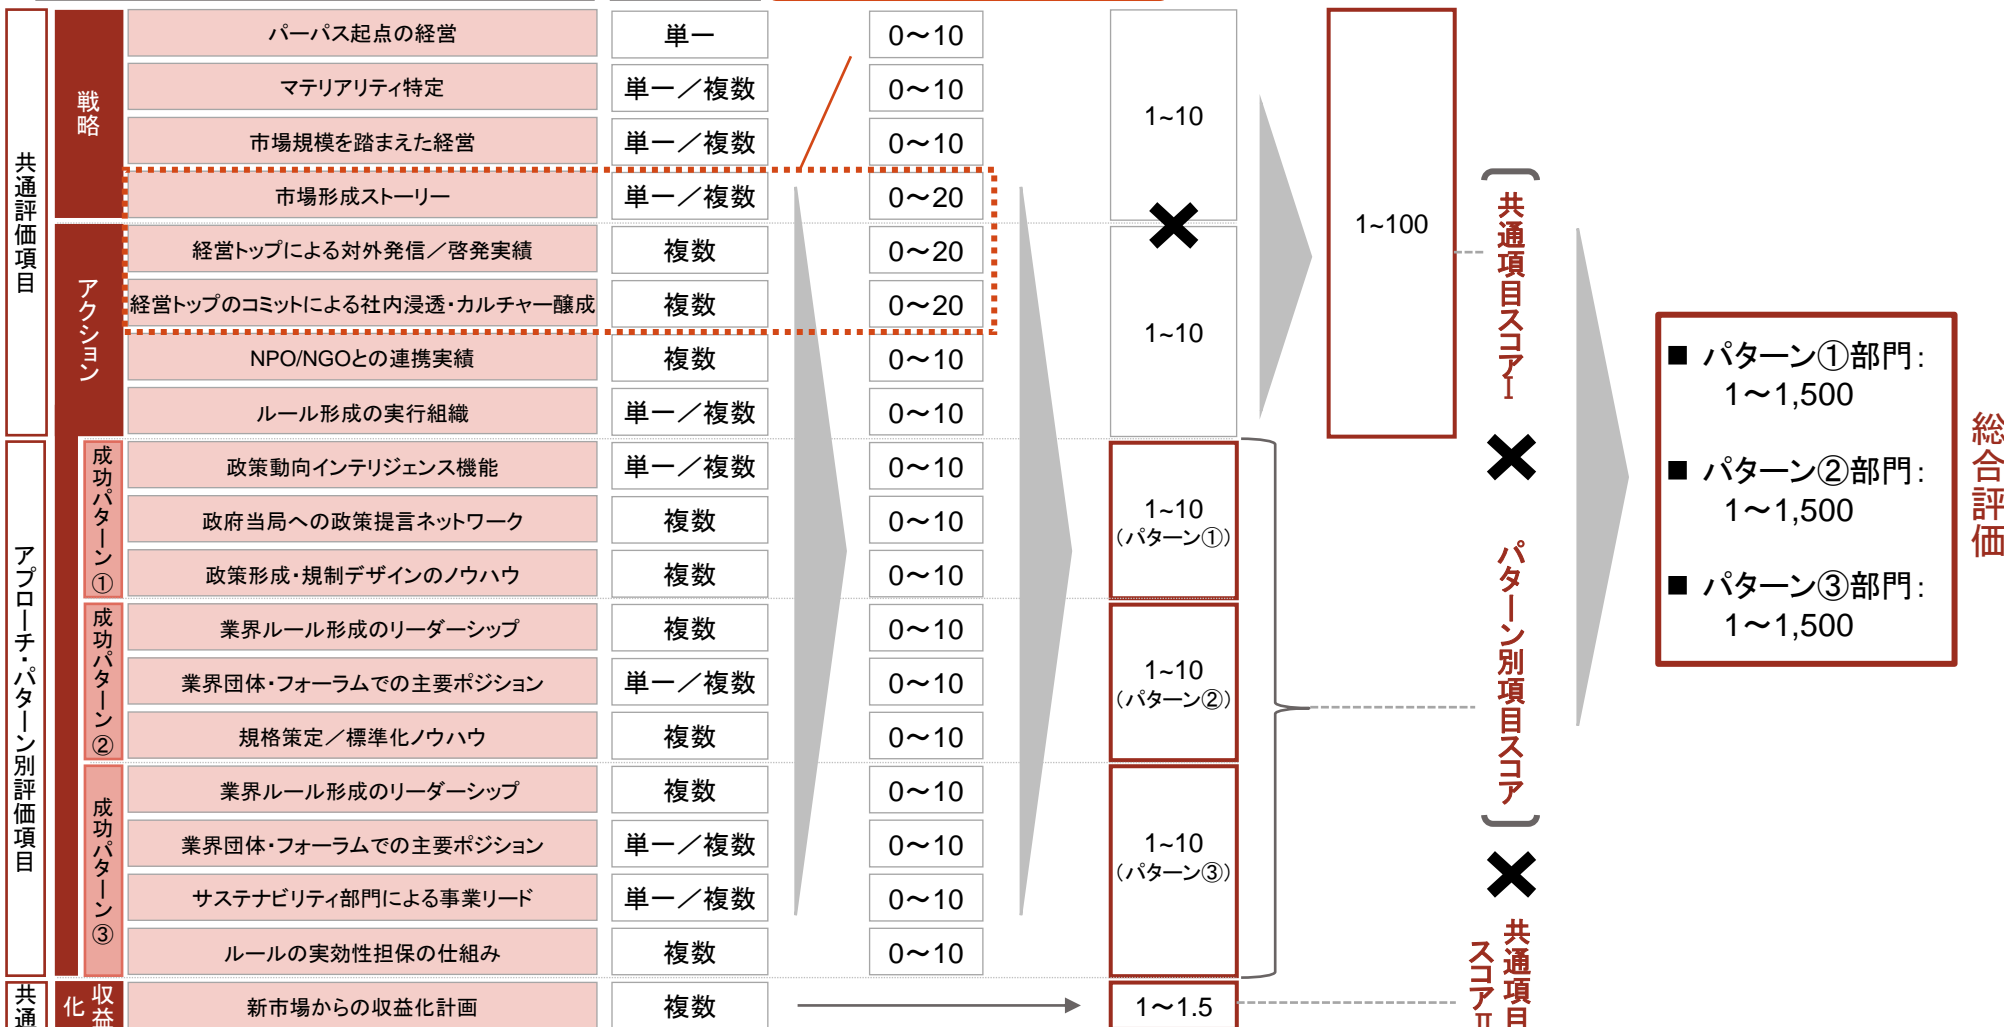 共通評価項目
戦略
パーパス起点の経営
単一
0～10
マテリアリティ特定
単一／複数
0～10
市場規模を踏まえた経営
単一／複数
0～10
市場形成ストーリー
単一／複数
0～20
1~10
アクション
経営トップによる対外発信／啓発実績
複数
0～20
経営トップのコミットによる社内浸透・カルチャー醸成
複数
0～20
NPO/NGOとの連携実績
複数
0～10
ルール形成の実行組織
単一／複数
0～10
1~10
1~100
アプローチ・パターン別評価項目
成功パターン①
政策動向インテリジェンス機能
単一／複数
0～10
政府当局への政策提言ネットワーク
複数
0～10
政策形成・規制デザインのノウハウ
複数
0～10
1~10
（パターン①）
成功パターン②
業界ルール形成のリーダーシップ
複数
0～10
業界団体・フォーラムでの主要ポジション
単一／複数
0～10
規格策定／標準化ノウハウ
複数
0～10
1~10
（パターン②）
成功パターン③
業界ルール形成のリーダーシップ
複数
0～10
業界団体・フォーラムでの主要ポジション
単一／複数
0～10
サステナビリティ部門による事業リード
単一／複数
0～10
ルールの実効性担保の仕組み
複数
0～10
1~10
（パターン③）
共通
収益
化
新市場からの収益化計画
複数
1～1.5
共通項目スコアⅠ
パターン別項目スコア
共通項目
スコアⅡ
■ パターン①部門：
1～1,500
■ パターン②部門：
1～1,500
■ パターン③部門：
1～1,500
総合評価